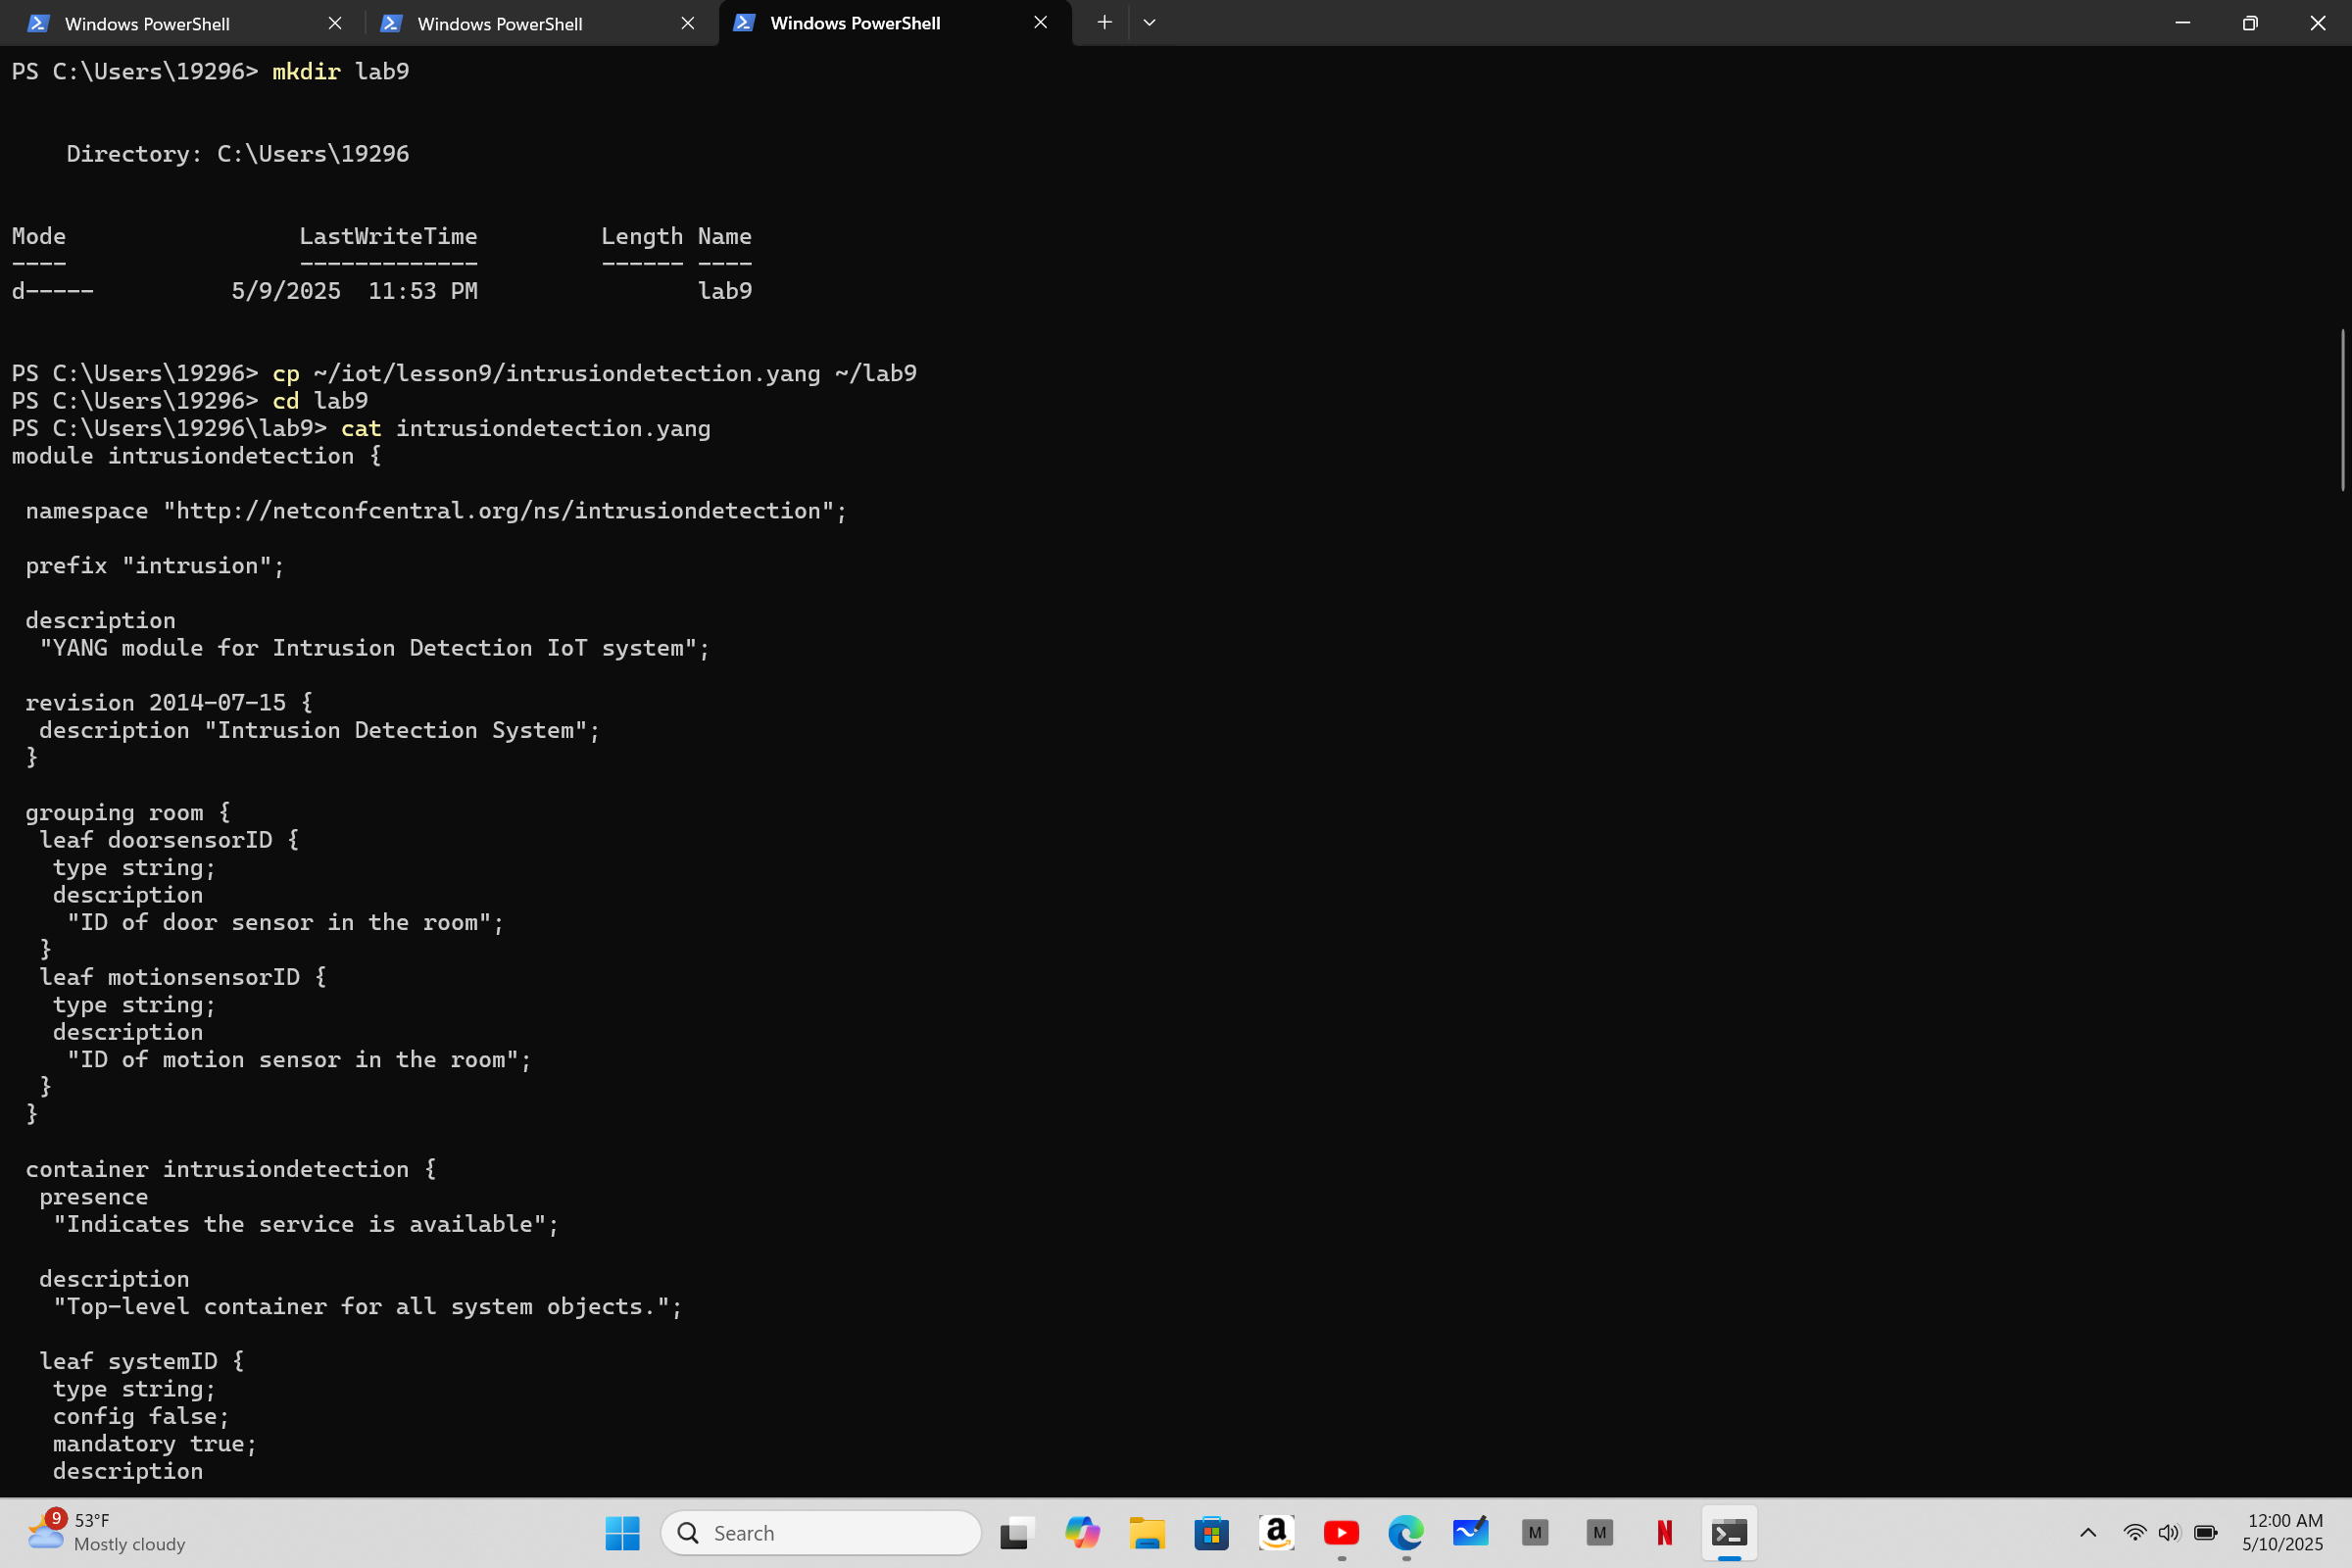 Windows PowerShell
Windows PowerShell
Windows PowerShell
PS C:\Users\19296> mkdir lab9
    Directory: C:\Users\19296
Mode                 LastWriteTime         Length Name
----                 -------------         ------ ----
d-----          5/9/2025  11:53 PM                lab9
PS C:\Users\19296> cp ~/iot/lesson9/intrusiondetection.yang ~/lab9
PS C:\Users\19296> cd lab9
PS C:\Users\19296\lab9> cat intrusiondetection.yang
module intrusiondetection {
 namespace "http://netconfcentral.org/ns/intrusiondetection";
 prefix "intrusion";
 description
  "YANG module for Intrusion Detection IoT system";
 revision 2014-07-15 {
  description "Intrusion Detection System";
 }
 grouping room {
  leaf doorsensorID {
   type string;
   description
    "ID of door sensor in the room";
  }
  leaf motionsensorID {
   type string;
   description
    "ID of motion sensor in the room";
  }
 }
 container intrusiondetection {
  presence
   "Indicates the service is available";
  description
   "Top-level container for all system objects.";
  leaf systemID {
   type string;
   config false;
   mandatory true;
   description
9
53°F
Mostly cloudy
Search
a
M
M
N
12:00 AM
5/10/2025